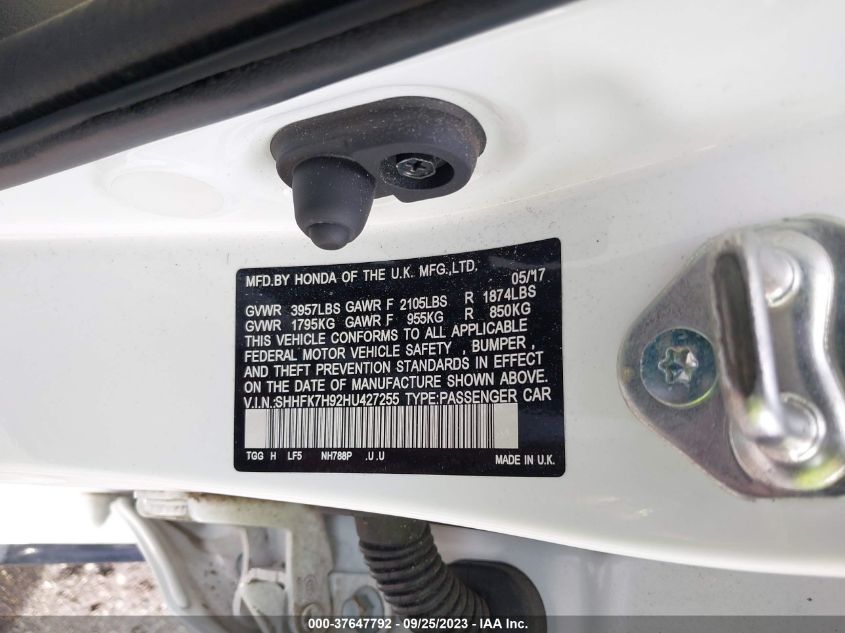 MFD.BY HONDA OF THE U.K. MFG.,LTD. 05/17
GVWR 3957LBS GAWR F 2105LBS R 1874LBS
GVWR 1795KG GAWR F 955KG R 850KG
THIS VEHICLE CONFORMS TO ALL APPLICABLE
FEDERAL MOTOR VEHICLE SAFETY , BUMPER ,
AND THEFT PREVENTION STANDARDS IN EFFECT
ON THE DATE OF MANUFACTURE SHOWN ABOVE.
V.I.N:SHHFK7H92HU427255 TYPE:PASSENGER CAR
TGG H LF5 NH788P .U.U MADE IN U.K.
000-37647792 - 09/25/2023 - IAA Inc.